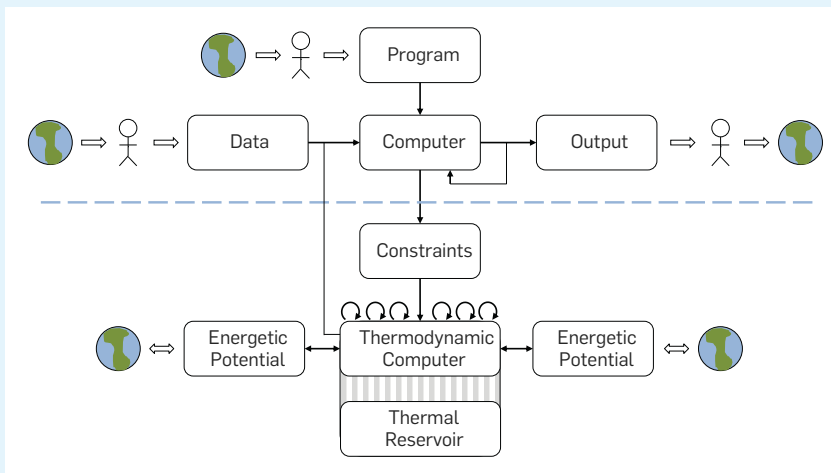 Program
Data
Computer
Output
Constraints
Energetic
Potential
Thermodynamic
Computer
Energetic
Potential
Thermal
Reservoir